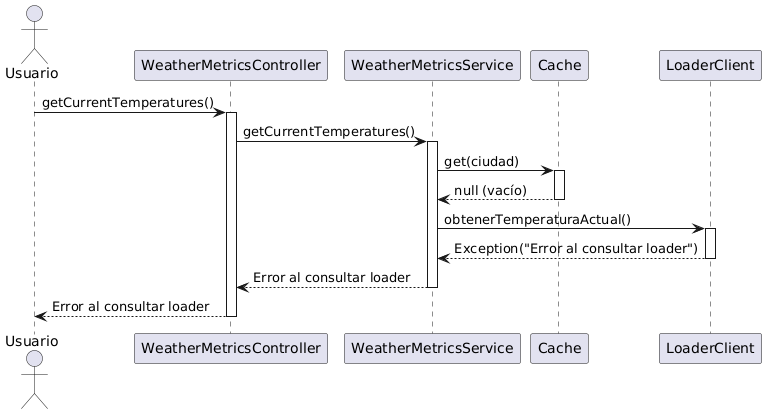 Usuario
WeatherMetricsController
WeatherMetricsService
Cache
LoaderClient
getCurrentTemperatures()
getCurrentTemperatures()
get(ciudad)
null (vacío)
obtenerTemperaturaActual()
Exception("Error al consultar loader")
Error al consultar loader
Error al consultar loader
Usuario
WeatherMetricsController
WeatherMetricsService
Cache
LoaderClient